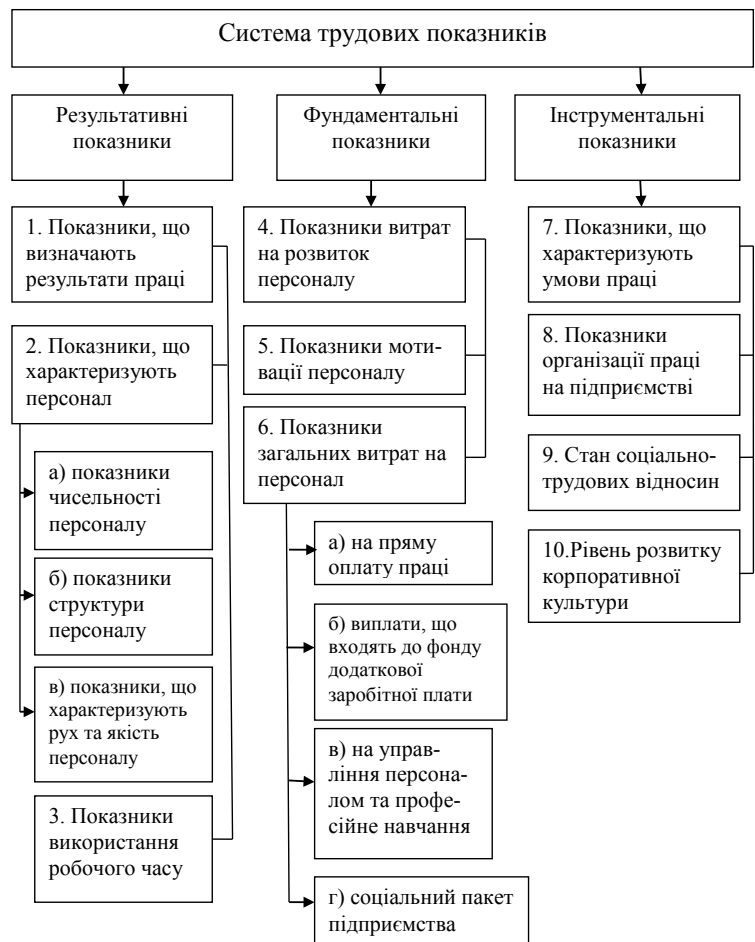 Система трудових показників
Результативні
показники
1. Показники, що
визначають
результати праці
2. Показники, що
характеризують
персонал
а) показники
чисельності
персоналу
б) показники
структури
персоналу
в) показники, що
характеризують
рух та якість
персоналу
3. Показники
використання
робочого часу
Фундаментальні
показники
4. Показники витрат
на розвиток
персоналу
5. Показники моти-
вації персоналу
6. Показники
загальних витрат на
персонал
а) на пряму
оплату праці
б) виплати, що
входять до фонду
додаткової
заробітної плати
в) на управ-
ління персона-
лом та профе-
сійне навчання
г) соціальний пакет
підприємства
Інструментальні
показники
7. Показники, що
характеризують
умови праці
8. Показники
організації праці
на підприємстві
9. Стан соціально-
трудових відносин
10.Рівень розвитку
корпоративної
культури